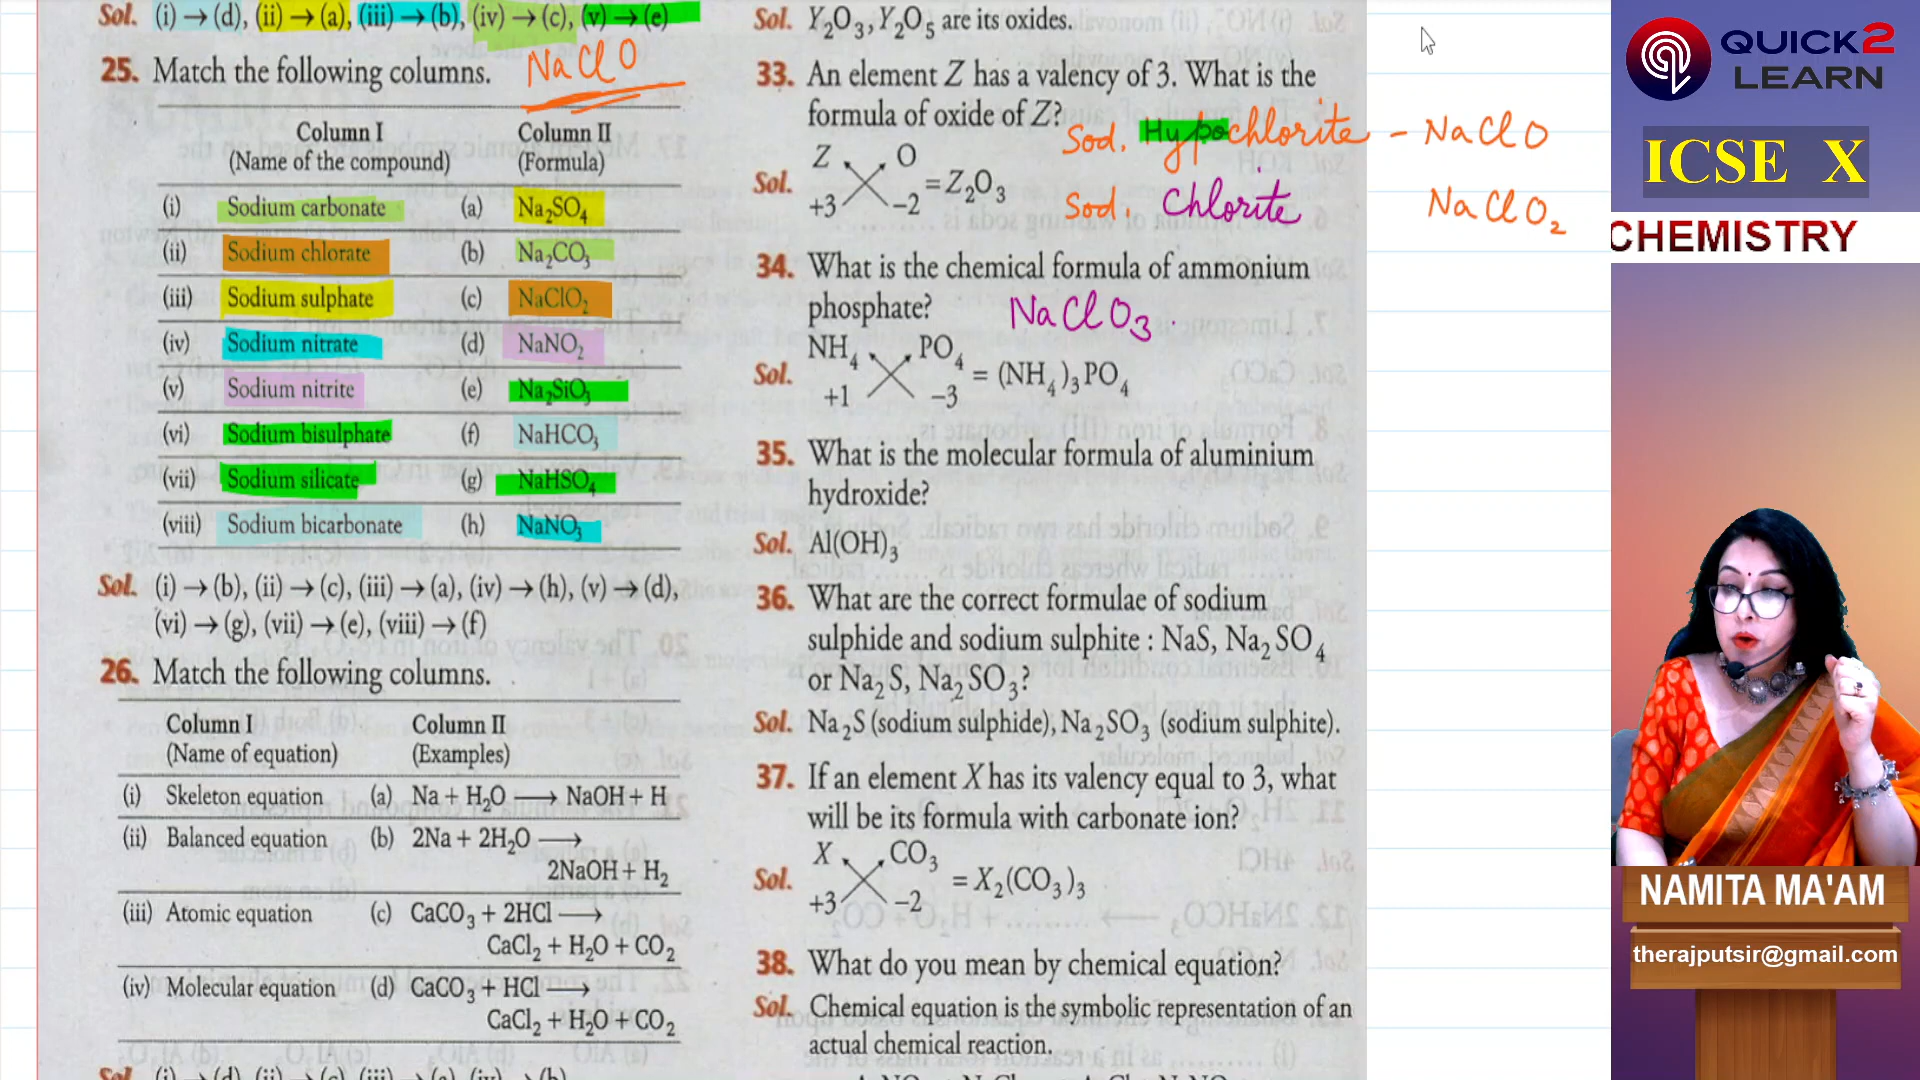 Sol. (i) → (d), (ii) → (a), (iii) → (b), (iv) → (c), (v) → (e)
25. Match the following columns.
NaClO
Column I Column II
(Name of the compound) (Formula)
(i) Sodium carbonate (a) Na₂SO₄
(ii) Sodium chlorate (b) Na₂CO₃
(iii) Sodium sulphate (c) NaClO₂
(iv) Sodium nitrate (d) NaNO₂
(v) Sodium nitrite (e) Na₂SiO₃
(vi) Sodium bisulphate (f) NaHCO₃
(vii) Sodium silicate (g) NaHSO₄
(viii) Sodium bicarbonate (h) NaNO₃
Sol. (i) → (b), (ii) → (c), (iii) → (a), (iv) → (h), (v) → (d),
(vi) → (g), (vii) → (e), (viii) → (f)
26. Match the following columns.
Column I Column II
(Name of equation) (Examples)
(i) Skeleton equation (a) Na + H₂O ⟶ NaOH + H
(ii) Balanced equation (b) 2Na + 2H₂O ⟶
2NaOH + H₂
(iii) Atomic equation (c) CaCO₃ + 2HCl ⟶
CaCl₂ + H₂O + CO₂
(iv) Molecular equation (d) CaCO₃ + HCl ⟶
CaCl₂ + H₂O + CO₂
Sol. (i) → (d), (ii) → (c), (iii) → (a), (iv) → (b)
Sol. Y₂O₃, Y₂O₅ are its oxides.
33. An element Z has a valency of 3. What is the
formula of oxide of Z?
Sod. Hypochlorite - NaClO
Sod. Chlorite NaClO₂
Z O
Sol. = Z₂O₃
+3 −2
34. What is the chemical formula of ammonium
phosphate?
NaClO₃.
NH₄ PO₄
Sol. = (NH₄)₃PO₄
+1 −3
35. What is the molecular formula of aluminium
hydroxide?
Sol. Al(OH)₃
36. What are the correct formulae of sodium
sulphide and sodium sulphite : NaS, Na₂SO₄
or Na₂S, Na₂SO₃?
Sol. Na₂S (sodium sulphide), Na₂SO₃ (sodium sulphite).
37. If an element X has its valency equal to 3, what
will be its formula with carbonate ion?
X CO₃
Sol. = X₂(CO₃)₃
+3 −2
38. What do you mean by chemical equation?
Sol. Chemical equation is the symbolic representation of an
actual chemical reaction.
QUICK2
LEARN
ICSE X
CHEMISTRY
NAMITA MA'AM
therajputsir@gmail.com